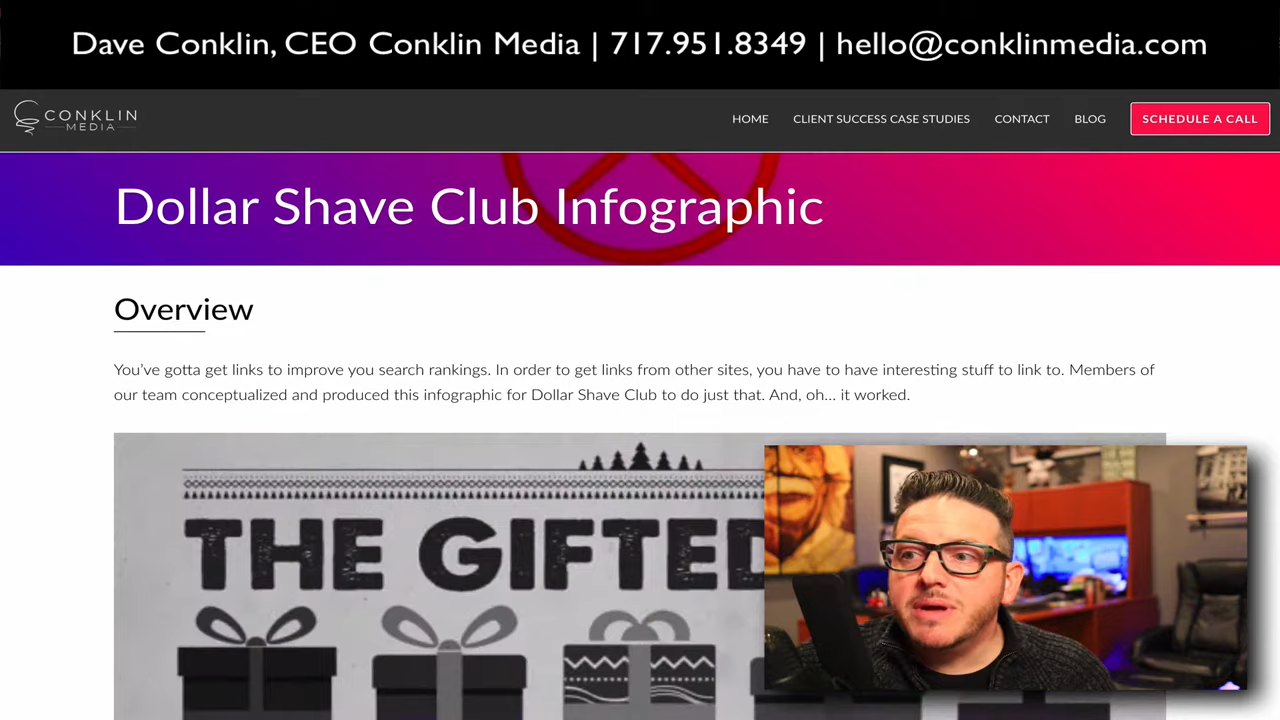 Dave Conklin, CEO Conklin Media | 717.951.8349 | hello@conklinmedia.com
CONKLIN
MEDIA
HOME
CLIENT SUCCESS CASE STUDIES
CONTACT
BLOG
SCHEDULE A CALL
Dollar Shave Club Infographic
Overview
You've gotta get links to improve you search rankings. In order to get links from other sites, you have to have interesting stuff to link to. Members of
our team conceptualized and produced this infographic for Dollar Shave Club to do just that. And, oh... it worked.
THE GIFTED